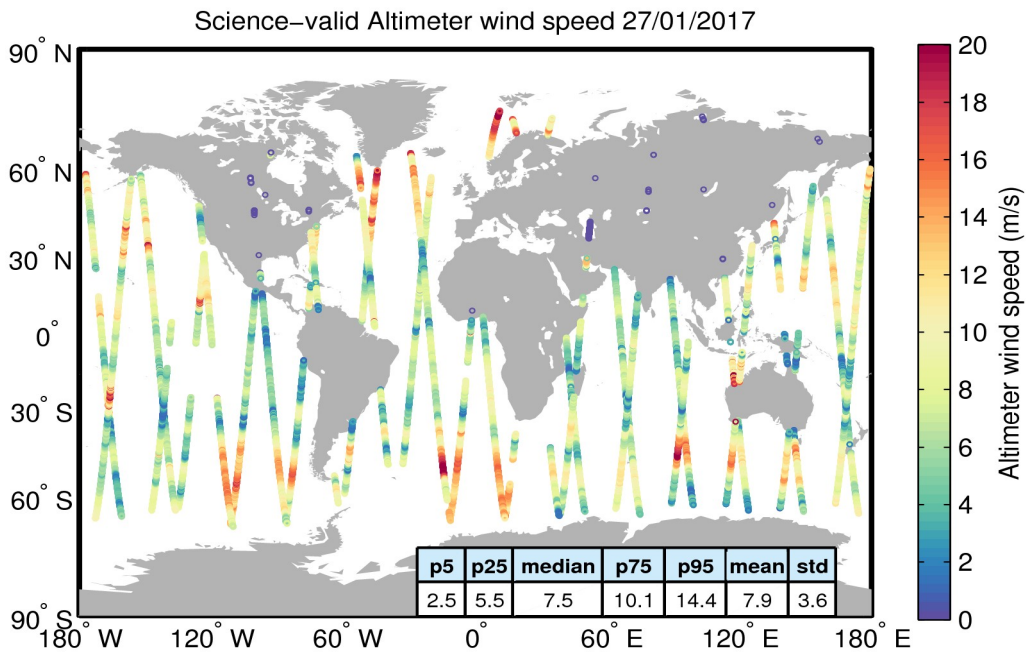 Science−valid Altimeter wind speed 27/01/2017
90° N
60° N
30° N
0°
30° S
60° S
90° S
180° W
120° W
60° W
0°
60° E
120° E
180° E
p5 p25 median p75 p95 mean std
2.5 5.5 7.5 10.1 14.4 7.9 3.6
20
18
16
14
12
10
8
6
4
2
0
Altimeter wind speed (m/s)